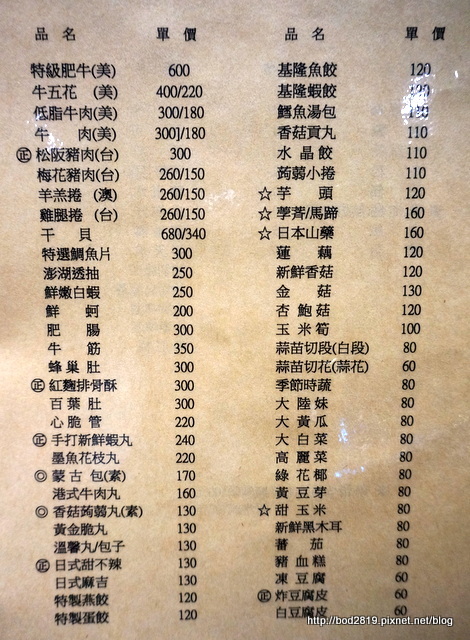 品 名 單 價
特級肥牛(美) 600
牛五花 (美) 400/220
低脂牛肉(美) 300/180
牛 肉(美) 300]/180
㊣ 松阪豬肉(台) 300
梅花豬肉(台) 260/150
羊羔捲 (澳) 260/150
雞腿捲 (台) 260/150
干 貝 680/340
特選鯛魚片 300
澎湖透抽 250
鮮嫩白蝦 250
鮮 蚵 200
肥 腸 300
牛 筋 350
蜂巢肚 300
㊣ 紅麴排骨酥 300
百葉肚 300
心脆管 220
㊣ 手打新鮮蝦丸 240
墨魚花枝丸 220
◎ 蒙古包(素) 170
港式牛肉丸 160
◎ 香菇蒟蒻丸(素) 130
黃金脆丸 130
溫馨丸/包子 130
㊣ 日式甜不辣 130
日式麻吉 130
特製燕餃 120
特製蛋餃 120
品 名 單 價
基隆魚餃 120
基隆蝦餃
鱈魚湯包
香菇貢丸 110
水晶餃 110
蒟蒻小捲 110
☆ 芋 頭 120
☆ 荸薺/馬蹄 160
☆ 日本山藥 160
蓮 藕 120
新鮮香菇 120
金 菇 130
杏鮑菇 120
玉米筍 100
蒜苗切段(白段) 80
蒜苗切花(蒜花) 60
季節時蔬 80
大陸妹 80
大黃瓜 80
大白菜 80
高麗菜 80
綠花椰 80
黃豆芽 80
☆ 甜玉米 80
新鮮黑木耳 80
蕃 茄 80
豬血糕 80
凍豆腐 60
㊣ 炸豆腐皮 60
白豆腐皮 60
http://bod2819.pixnet.net/blog